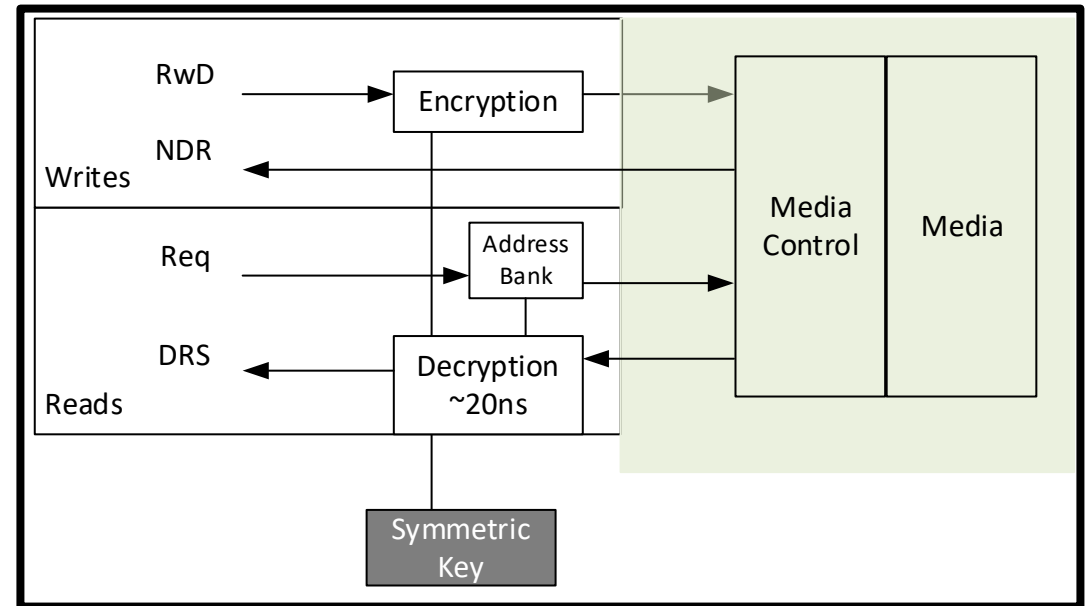 RwD
Encryption
NDR
Writes
Req
Address
Bank
DRS
Decryption
~20ns
Reads
Media
Control
Media
Symmetric
Key